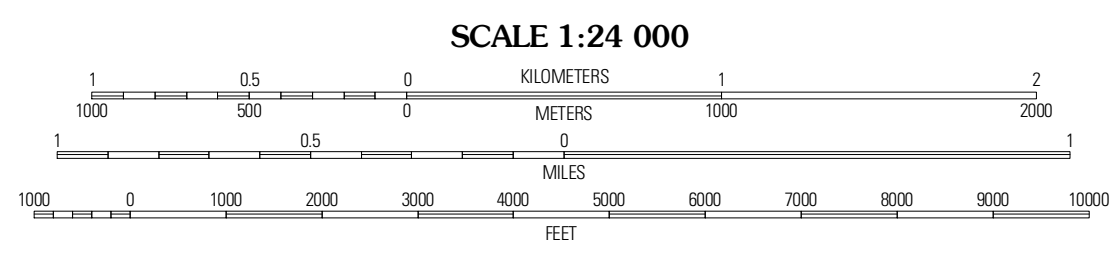 SCALE 1:24 000
1 0.5 0 KILOMETERS 1 2
1000 500 0 METERS 1000 2000
1 0.5 0 1
MILES
1000 0 1000 2000 3000 4000 5000 6000 7000 8000 9000 10000
FEET